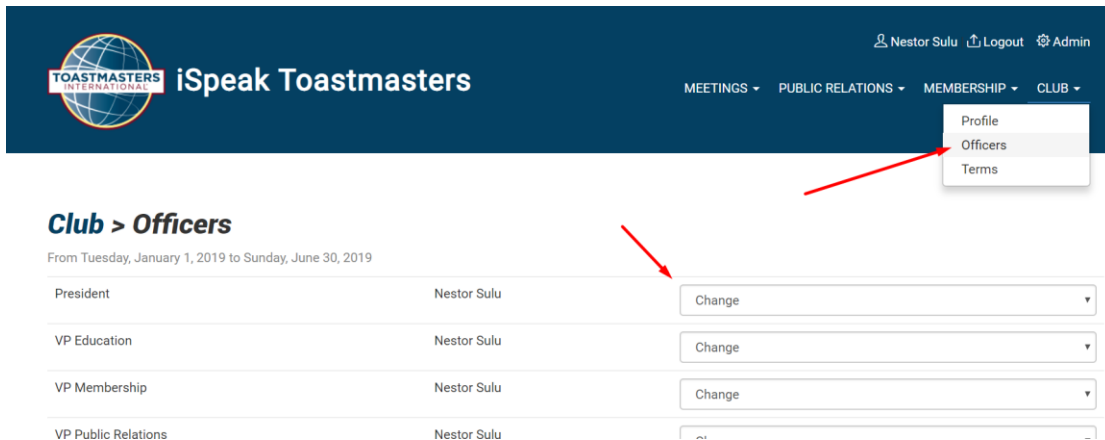 Nestor Sulu Logout Admin
TOASTMASTERS
INTERNATIONAL
iSpeak Toastmasters
MEETINGS PUBLIC RELATIONS MEMBERSHIP CLUB
Profile
Officers
Terms
Club > Officers
From Tuesday, January 1, 2019 to Sunday, June 30, 2019
President Nestor Sulu Change
VP Education Nestor Sulu Change
VP Membership Nestor Sulu Change
VP Public Relations Nestor Sulu